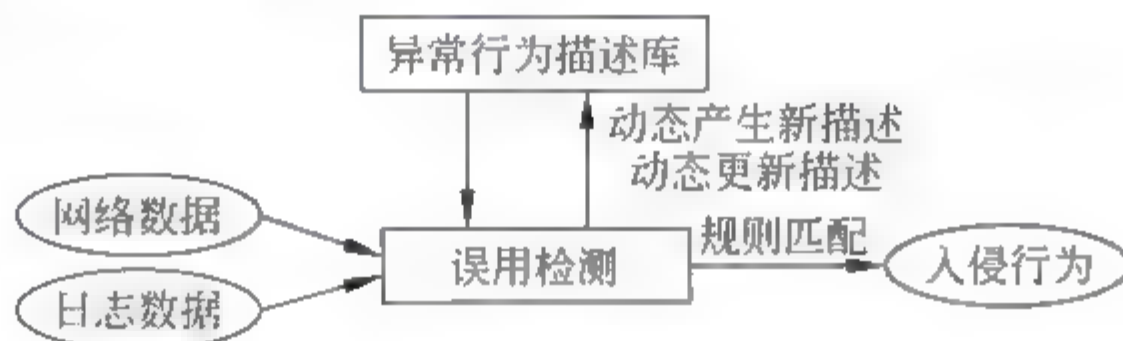 异常行为描述库
动态产生新描述
动态更新描述
网络数据
误用检测
规则匹配
入侵行为
日志数据